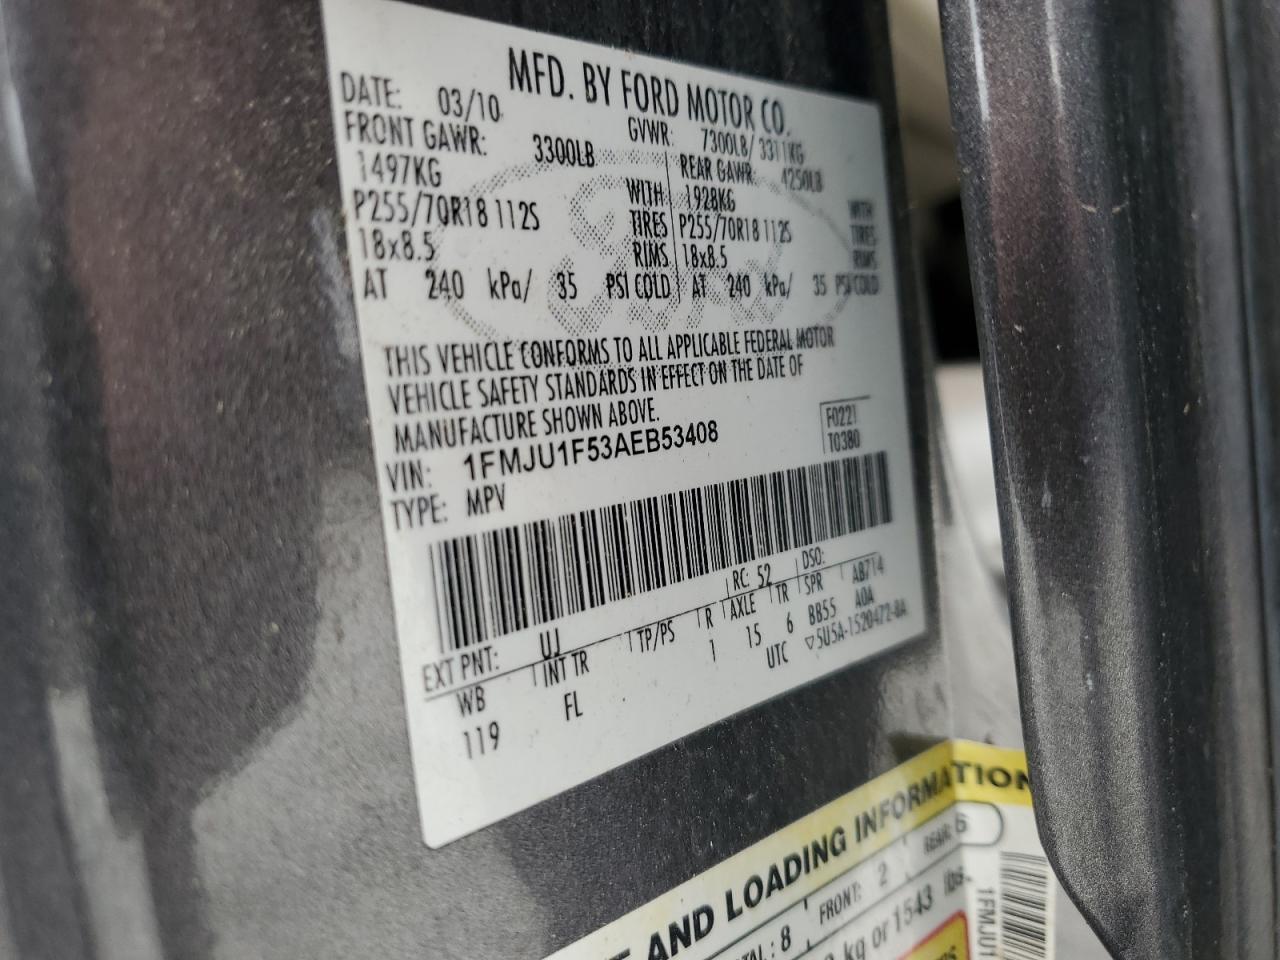 MFD. BY FORD MOTOR CO.
DATE: 03/10 GVWR: 7300LB/ 3311KG
FRONT GAWR: 3300LB REAR GAWR: 4250LB
1497KG WITH 1928KG WITH
P255/70R18 112S TIRES P255/70R18 112S TIRES
18x8.5 RIMS 18x8.5 RIMS
AT 240 kPa/ 35 PSI COLD AT 240 kPa/ 35 PSI COLD
THIS VEHICLE CONFORMS TO ALL APPLICABLE FEDERAL MOTOR
VEHICLE SAFETY STANDARDS IN EFFECT ON THE DATE OF
MANUFACTURE SHOWN ABOVE.
F0221
VIN: 1FMJU1F53AEB53408
T0380
TYPE: MPV
EXT PNT: UJ RC: 52 DSO:
WB INT TR TP/PS R AXLE TR SPR AB714
119 FL 1 15 6 BB55 A0A
UTC ▽5U5A-1520472-BA
AND LOADING INFORMATION
: 8 FRONT: 2 REAR: 6
kg or 1543 lbs.
1FMJU1